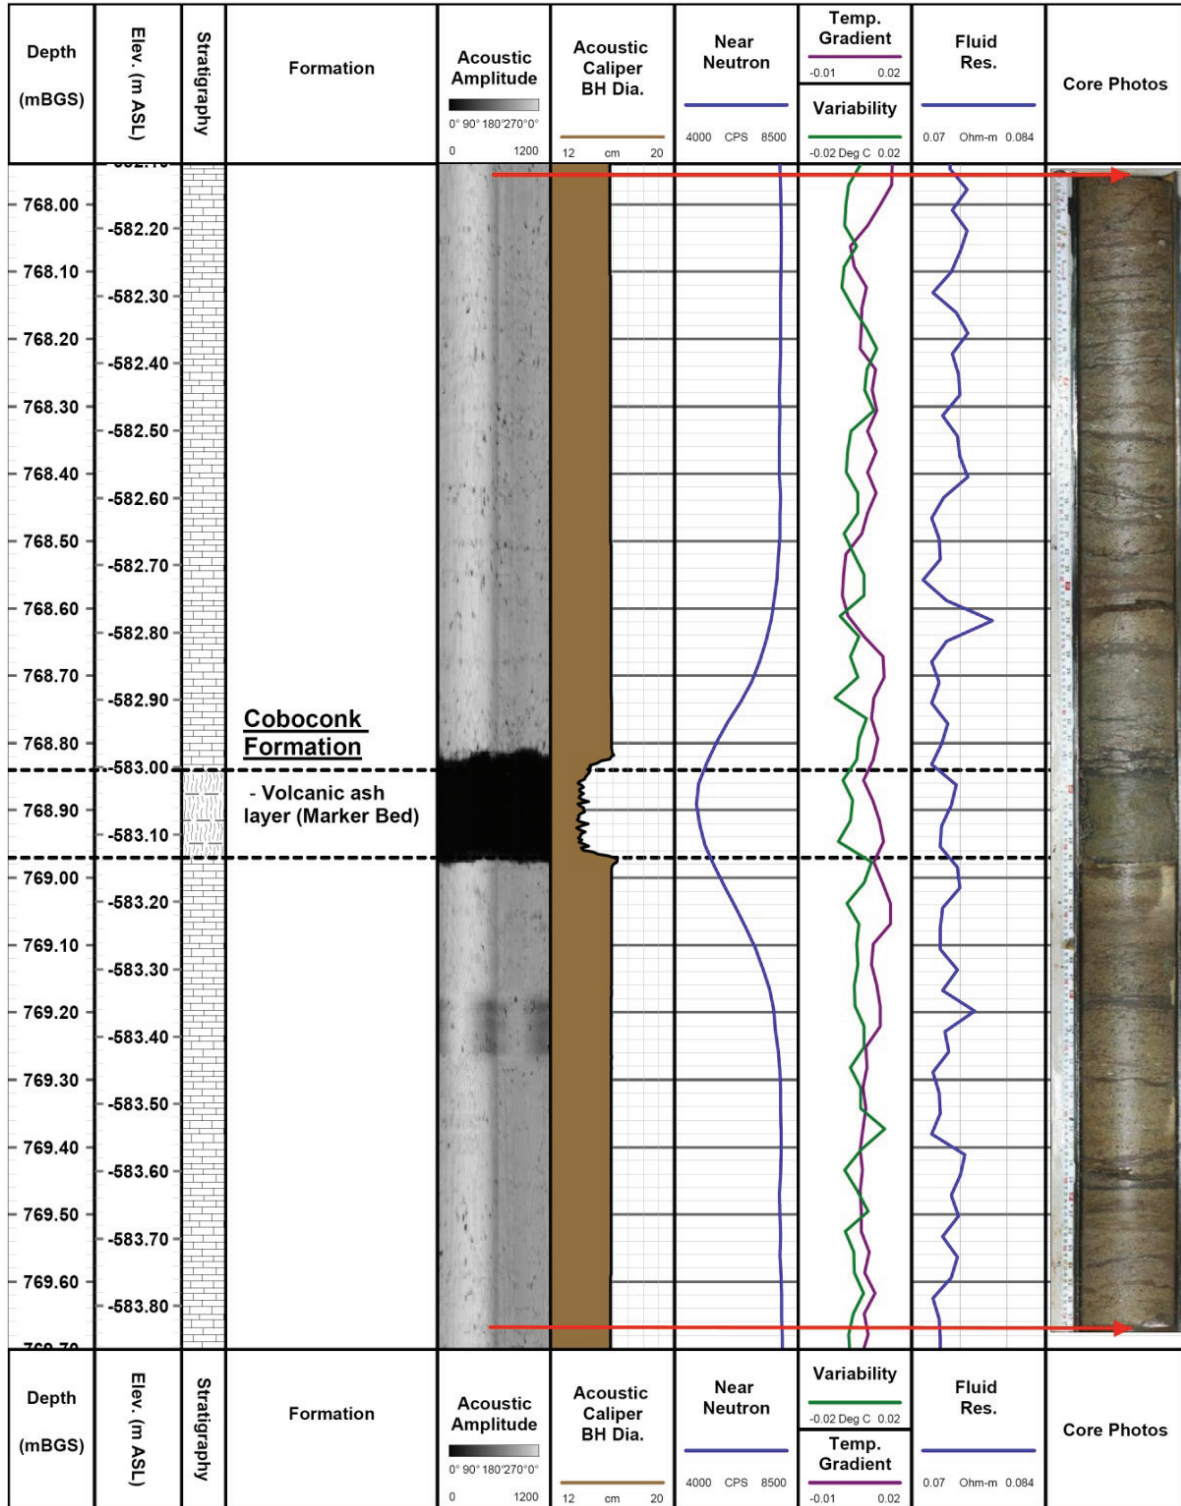 Depth
(mBGS)
Elev. (m ASL)
Stratigraphy
Formation
Acoustic
Amplitude
0° 90° 180°270°0°
0 1200
Acoustic
Caliper
BH Dia.
12 cm 20
Near
Neutron
4000 CPS 8500
Temp.
Gradient
-0.01 0.02
Variability
-0.02 Deg C 0.02
Fluid
Res.
0.07 Ohm-m 0.084
Core Photos
768.00
768.10
768.20
768.30
768.40
768.50
768.60
768.70
768.80
768.90
769.00
769.10
769.20
769.30
769.40
769.50
769.60
769.70
-582.10
-582.20
-582.30
-582.40
-582.50
-582.60
-582.70
-582.80
-582.90
-583.00
-583.10
-583.20
-583.30
-583.40
-583.50
-583.60
-583.70
-583.80
Coboconk
Formation
- Volcanic ash
layer (Marker Bed)
Depth
(mBGS)
Elev. (m ASL)
Stratigraphy
Formation
Acoustic
Amplitude
0° 90° 180°270°0°
0 1200
Acoustic
Caliper
BH Dia.
12 cm 20
Near
Neutron
4000 CPS 8500
Variability
-0.02 Deg C 0.02
Temp.
Gradient
-0.01 0.02
Fluid
Res.
0.07 Ohm-m 0.084
Core Photos